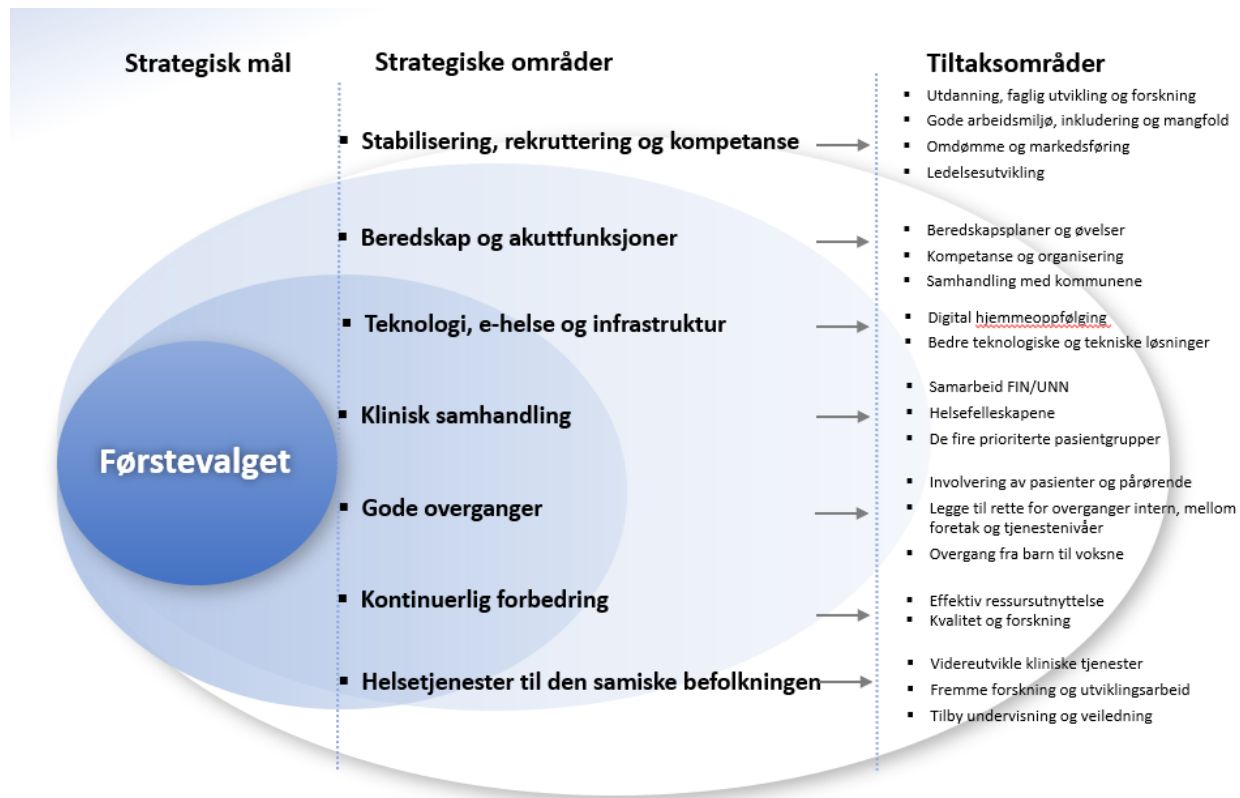 Strategisk mål
Strategiske områder
Tiltaksområder
Førstevalget
▪ Stabilisering, rekruttering og kompetanse
▪ Utdanning, faglig utvikling og forskning
▪ Gode arbeidsmiljø, inkludering og mangfold
▪ Omdømme og markedsføring
▪ Ledelsesutvikling
▪ Beredskap og akuttfunksjoner
▪ Beredskapsplaner og øvelser
▪ Kompetanse og organisering
▪ Samhandling med kommunene
▪ Teknologi, e-helse og infrastruktur
▪ Digital hjemmeoppfølging
▪ Bedre teknologiske og tekniske løsninger
▪ Klinisk samhandling
▪ Samarbeid FIN/UNN
▪ Helsefelleskapene
▪ De fire prioriterte pasientgrupper
▪ Gode overganger
▪ Involvering av pasienter og pårørende
▪ Legge til rette for overganger intern, mellom
foretak og tjenestenivåer
▪ Overgang fra barn til voksne
▪ Kontinuerlig forbedring
▪ Effektiv ressursutnyttelse
▪ Kvalitet og forskning
▪ Helsetjenester til den samiske befolkningen
▪ Videreutvikle kliniske tjenester
▪ Fremme forskning og utviklingsarbeid
▪ Tilby undervisning og veiledning